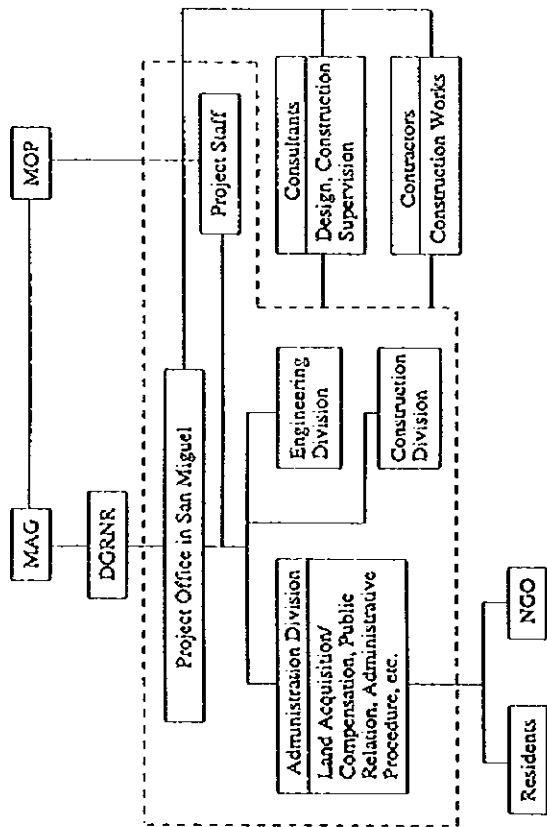 MAG
MOP
DGRNR
Project Office in San Miguel
Project Staff
Administration Division
Land Acquisition/
Compensation, Public
Relation, Administrative
Procedure, etc.
Engineering
Division
Construction
Division
Consultants
Design, Construction
Supervision
Contractors
Construction Works
Residents
NGO